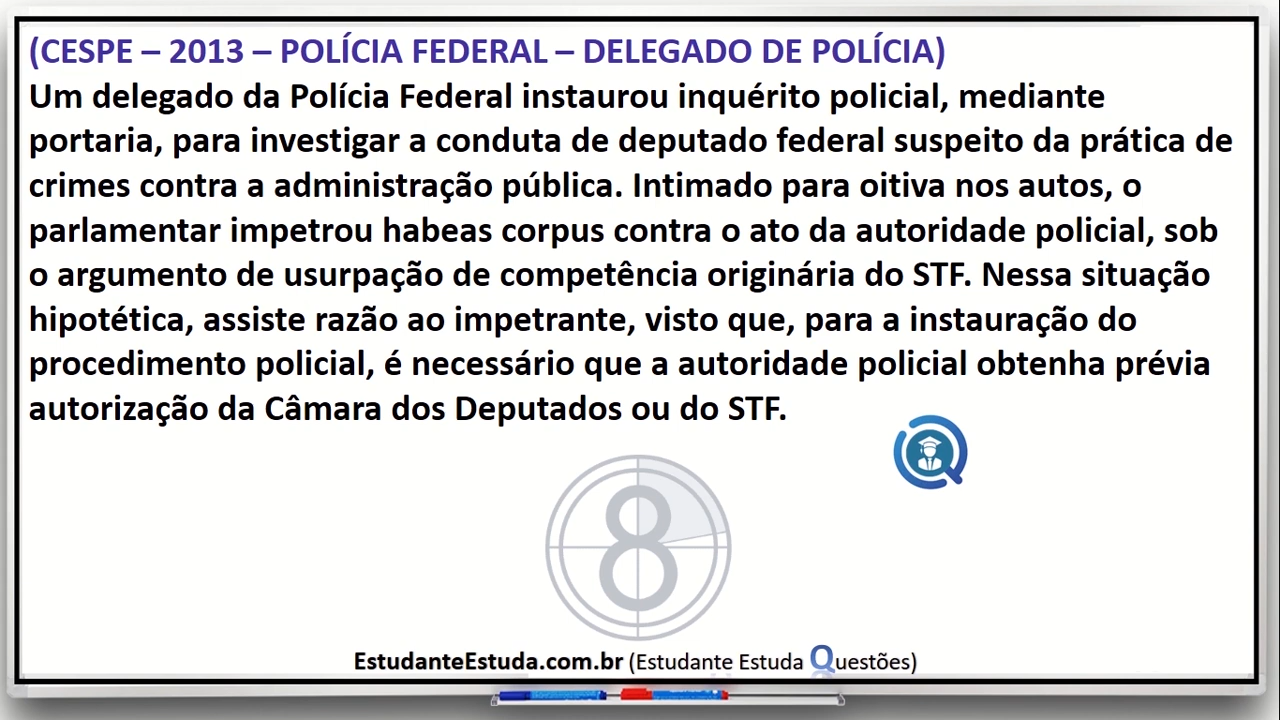 (CESPE – 2013 – POLÍCIA FEDERAL – DELEGADO DE POLÍCIA)
Um delegado da Polícia Federal instaurou inquérito policial, mediante
portaria, para investigar a conduta de deputado federal suspeito da prática de
crimes contra a administração pública. Intimado para oitiva nos autos, o
parlamentar impetrou habeas corpus contra o ato da autoridade policial, sob
o argumento de usurpação de competência originária do STF. Nessa situação
hipotética, assiste razão ao impetrante, visto que, para a instauração do
procedimento policial, é necessário que a autoridade policial obtenha prévia
autorização da Câmara dos Deputados ou do STF.
8
EstudanteEstuda.com.br (Estudante Estuda Questões)